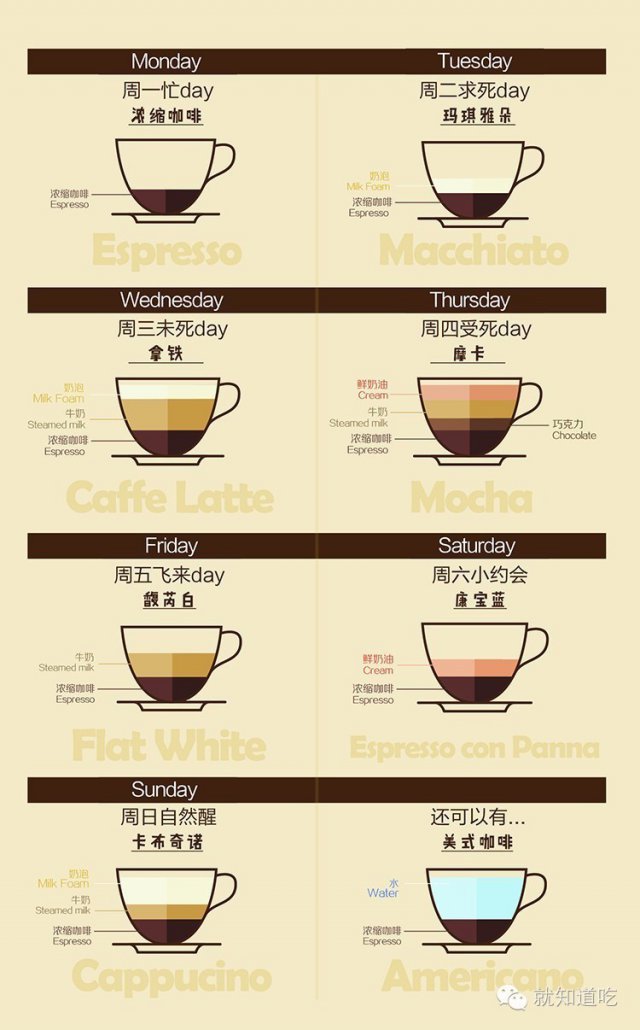 Monday
周一忙day
浓缩咖啡
浓缩咖啡
Espresso
Espresso
Tuesday
周二求死day
玛琪雅朵
奶泡
Milk Foam
浓缩咖啡
Espresso
Macchiato
Wednesday
周三未死day
拿铁
奶泡
Milk Foam
牛奶
Steamed milk
浓缩咖啡
Espresso
Caffe Latte
Thursday
周四受死day
摩卡
鲜奶油
Cream
牛奶
Steamed milk
浓缩咖啡
Espresso
巧克力
Chocolate
Mocha
Friday
周五飞来day
馥芮白
牛奶
Steamed milk
浓缩咖啡
Espresso
Flat White
Saturday
周六小约会
康宝蓝
鲜奶油
Cream
浓缩咖啡
Espresso
Espresso con Panna
Sunday
周日自然醒
卡布奇诺
奶泡
Milk Foam
牛奶
Steamed milk
浓缩咖啡
Espresso
Cappucino
还可以有...
美式咖啡
水
Water
浓缩咖啡
Espresso
Americano
就知道吃